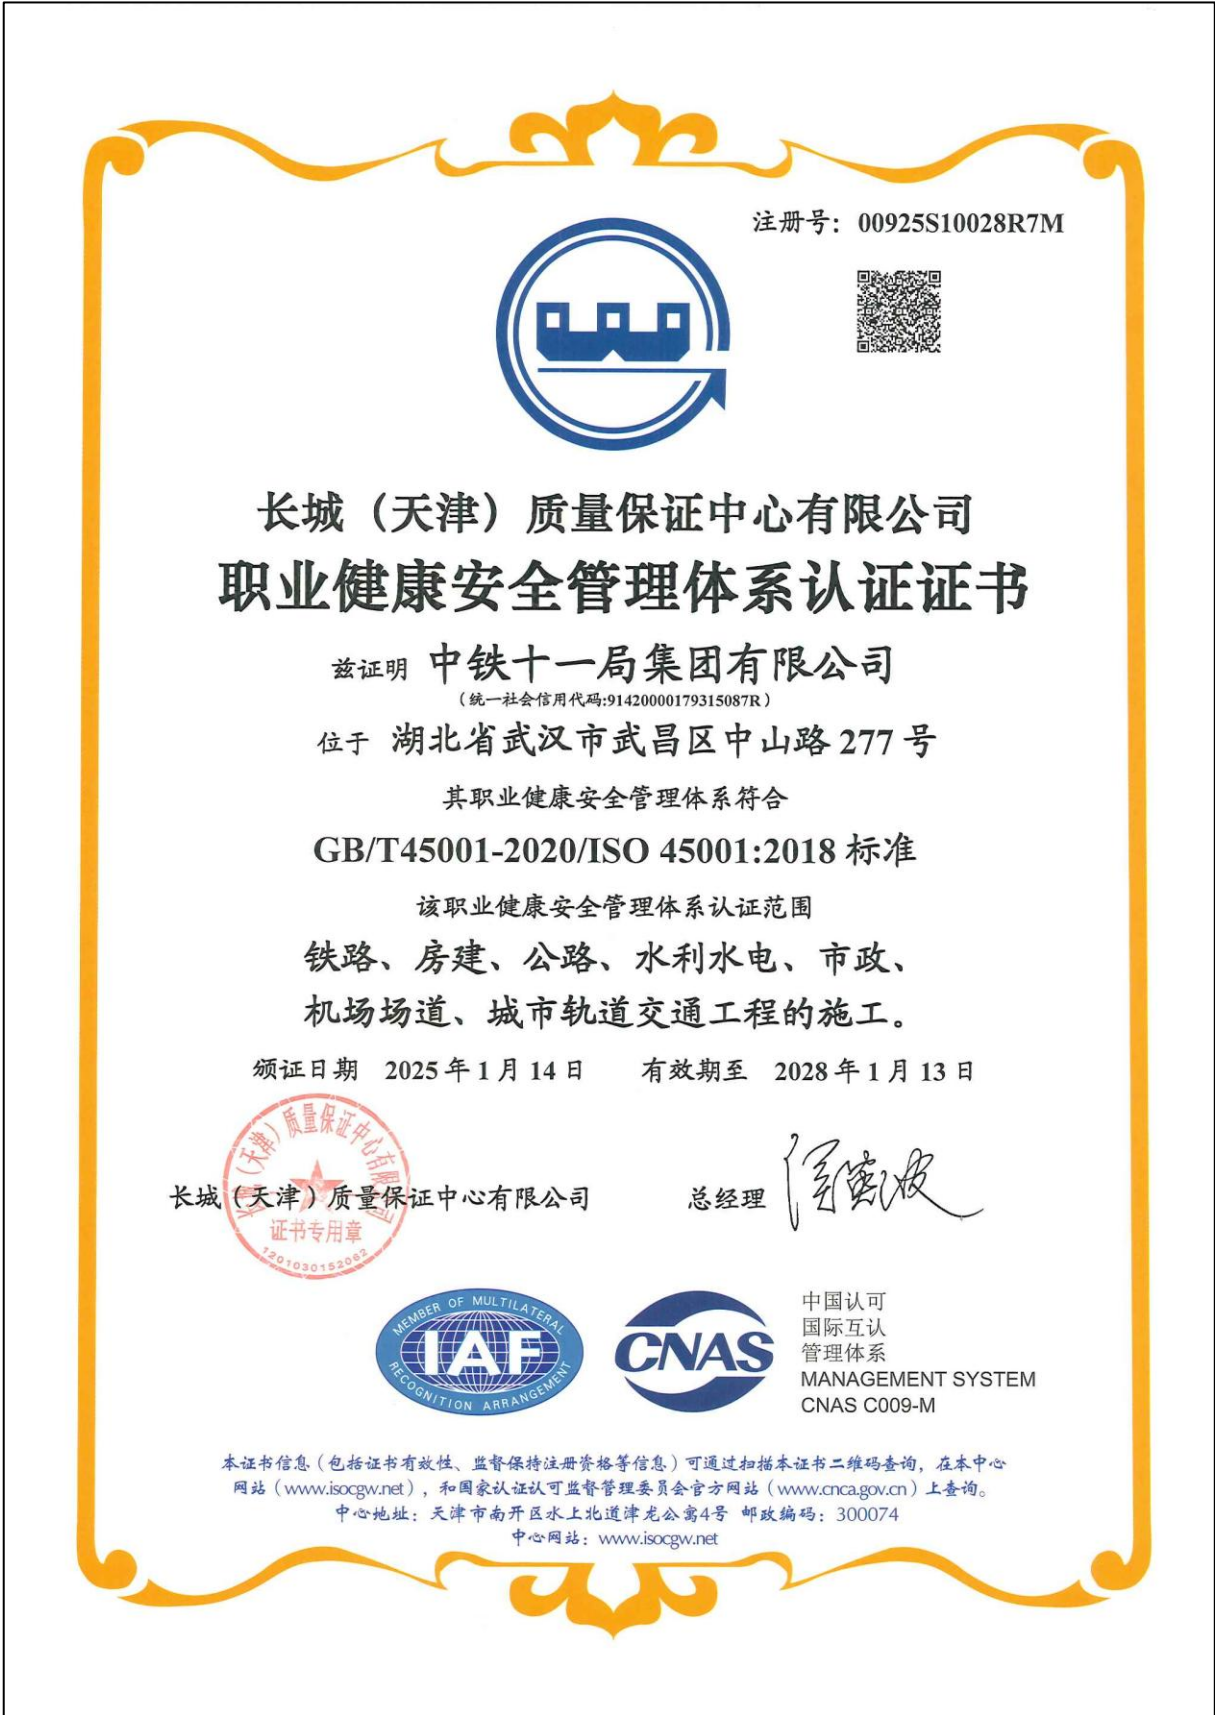 注册号：00925S10028R7M
长城（天津）质量保证中心有限公司
职业健康安全管理体系认证证书
兹证明 中铁十一局集团有限公司
（统一社会信用代码:91420000179315087R）
位于 湖北省武汉市武昌区中山路 277 号
其职业健康安全管理体系符合
GB/T45001-2020/ISO 45001:2018 标准
该职业健康安全管理体系认证范围
铁路、房建、公路、水利水电、市政、
机场场道、城市轨道交通工程的施工。
颁证日期 2025 年 1 月 14 日 有效期至 2028 年 1 月 13 日
长城（天津）质量保证中心有限公司
证书专用章
1201030152062
长城（天津）质量保证中心有限公司 总经理
MEMBER OF MULTILATERAL
IAF
RECOGNITION ARRANGEMENT
CNAS
中国认可
国际互认
管理体系
MANAGEMENT SYSTEM
CNAS C009-M
本证书信息（包括证书有效性、监督保持注册资格等信息）可通过扫描本证书二维码查询，在本中心
网站（www.isocgw.net），和国家认证认可监督管理委员会官方网站（www.cnca.gov.cn）上查询。
中心地址：天津市南开区水上北道津龙公寓4号 邮政编码：300074
中心网站：www.isocgw.net